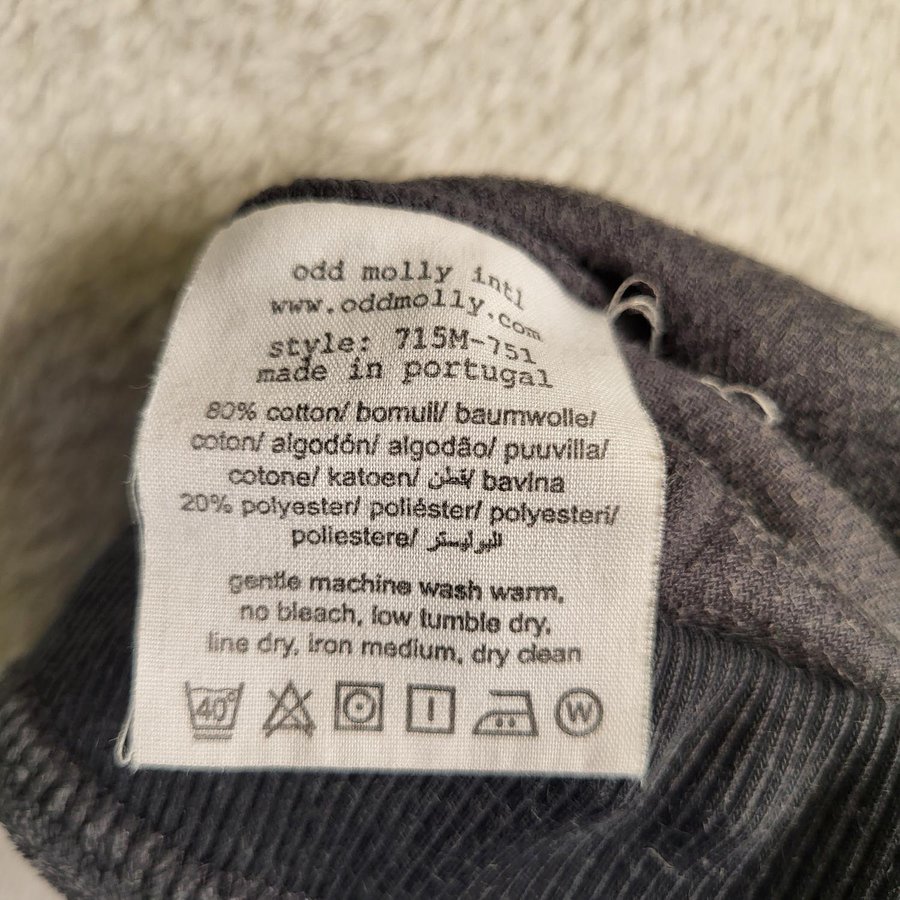 odd molly intl
www.oddmolly.com
style: 715M-751
made in portugal
80% cotton/ bomull/ baumwolle/
coton/ algodón/ algodão/ puuvilla/
cotone/ katoen/ قطن/ bavlna
20% polyester/ poliéster/ polyesteri/
poliestere/ البوليستر
gentle machine wash warm,
no bleach, low tumble dry,
line dry, iron medium, dry clean
40° W